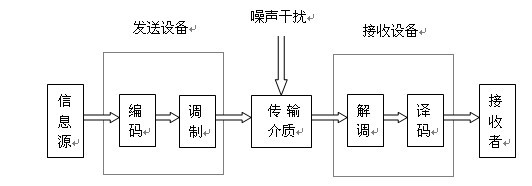 噪声干扰
发送设备
接收设备
信
息
源
编
码
调
制
传 输
介质
解
调
译
码
接
收
者